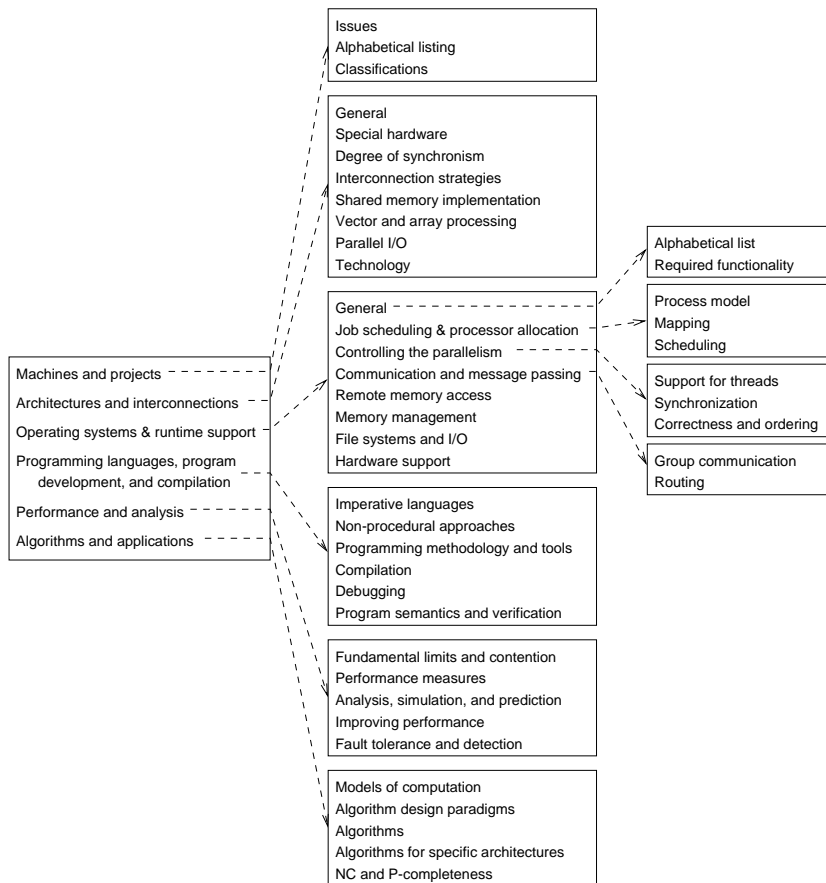 Machines and projects
Architectures and interconnections
Operating systems & runtime support
Programming languages, program
development, and compilation
Performance and analysis
Algorithms and applications
Issues
Alphabetical listing
Classifications
General
Special hardware
Degree of synchronism
Interconnection strategies
Shared memory implementation
Vector and array processing
Parallel I/O
Technology
General
Job scheduling & processor allocation
Controlling the parallelism
Communication and message passing
Remote memory access
Memory management
File systems and I/O
Hardware support
Imperative languages
Non-procedural approaches
Programming methodology and tools
Compilation
Debugging
Program semantics and verification
Fundamental limits and contention
Performance measures
Analysis, simulation, and prediction
Improving performance
Fault tolerance and detection
Models of computation
Algorithm design paradigms
Algorithms
Algorithms for specific architectures
NC and P-completeness
Alphabetical list
Required functionality
Process model
Mapping
Scheduling
Support for threads
Synchronization
Correctness and ordering
Group communication
Routing